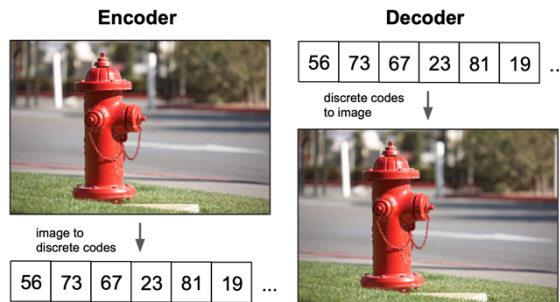 Encoder
image to
discrete codes
56 73 67 23 81 19 ...
Decoder
56 73 67 23 81 19 ..
discrete codes
to image